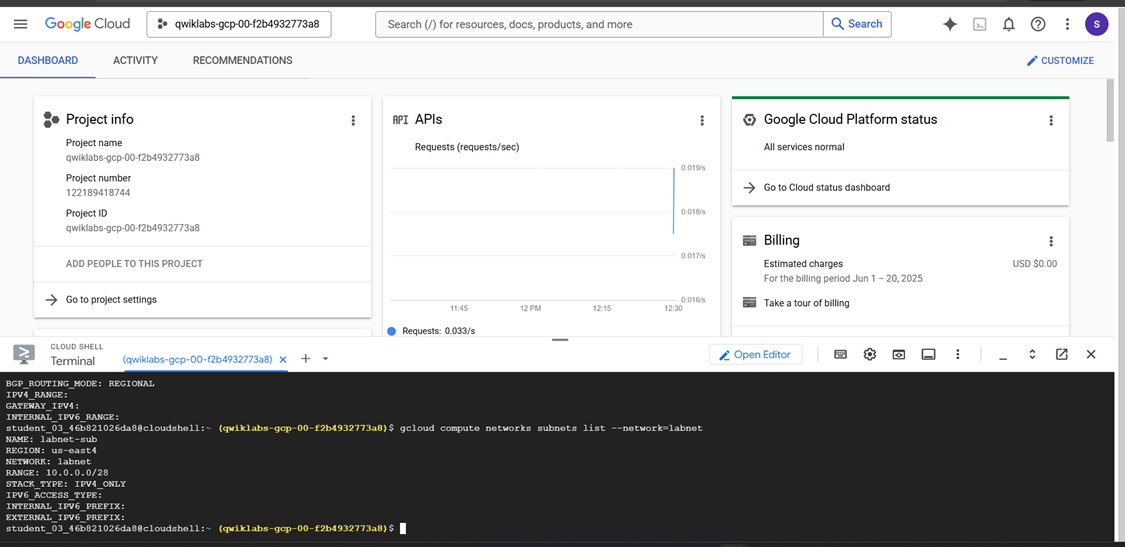 Google Cloud
qwiklabs-gcp-00-f2b4932773a8
Search (/) for resources, docs, products, and more
Search
S
DASHBOARD
ACTIVITY
RECOMMENDATIONS
CUSTOMIZE
Project info
Project name
qwiklabs-gcp-00-f2b4932773a8
Project number
122189418744
Project ID
qwiklabs-gcp-00-f2b4932773a8
ADD PEOPLE TO THIS PROJECT
Go to project settings
API APIs
Requests (requests/sec)
0.019/s
0.018/s
0.017/s
0.016/s
11:45
12 PM
12:15
12:30
Requests: 0.033/s
Google Cloud Platform status
All services normal
Go to Cloud status dashboard
Billing
Estimated charges
USD $0.00
For the billing period Jun 1 – 20, 2025
Take a tour of billing
CLOUD SHELL
Terminal
(qwiklabs-gcp-00-f2b4932773a8)
Open Editor
BGP_ROUTING_MODE: REGIONAL
IPV4_RANGE:
GATEWAY_IPV4:
INTERNAL_IPV6_RANGE:
student_03_46b821026da8@cloudshell:~ (qwiklabs-gcp-00-f2b4932773a8)$ gcloud compute networks subnets list --network=labnet
NAME: labnet-sub
REGION: us-east4
NETWORK: labnet
RANGE: 10.0.0.0/28
STACK_TYPE: IPV4_ONLY
IPV6_ACCESS_TYPE:
INTERNAL_IPV6_PREFIX:
EXTERNAL_IPV6_PREFIX:
student_03_46b821026da8@cloudshell:~ (qwiklabs-gcp-00-f2b4932773a8)$